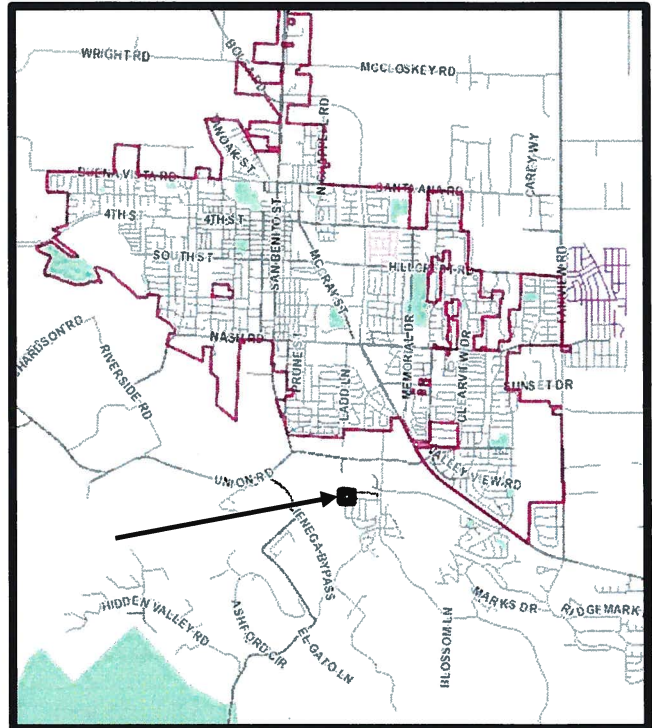 WRIGHT RD
MCCLOSKEY RD
CAREY WY
BUENA VISTA RD
SANTA ANA RD
4TH ST
4TH ST
SAN BENITO ST
SOUTH ST
MC RAY ST
HILLCREST RD
NASH RD
MEMORIAL DR
CLEARVIEW DR
PRUNE ST
LADD LN
SUNSET DR
RIVERSIDE RD
UNION RD
VALLEY VIEW RD
BYPASS
MARKS DR
RIDGEMARK
HIDDEN VALLEY RD
ASHFORD CIR
EL GATO LN
BLOSSOM LN